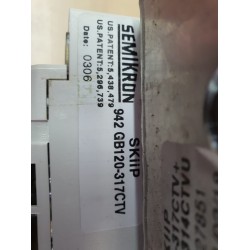 SEMIKRON
SKIIP
942 GB120-317CTV
US.PATENT:5,438,479
US.PATENT:5,296,739
Date: 0306